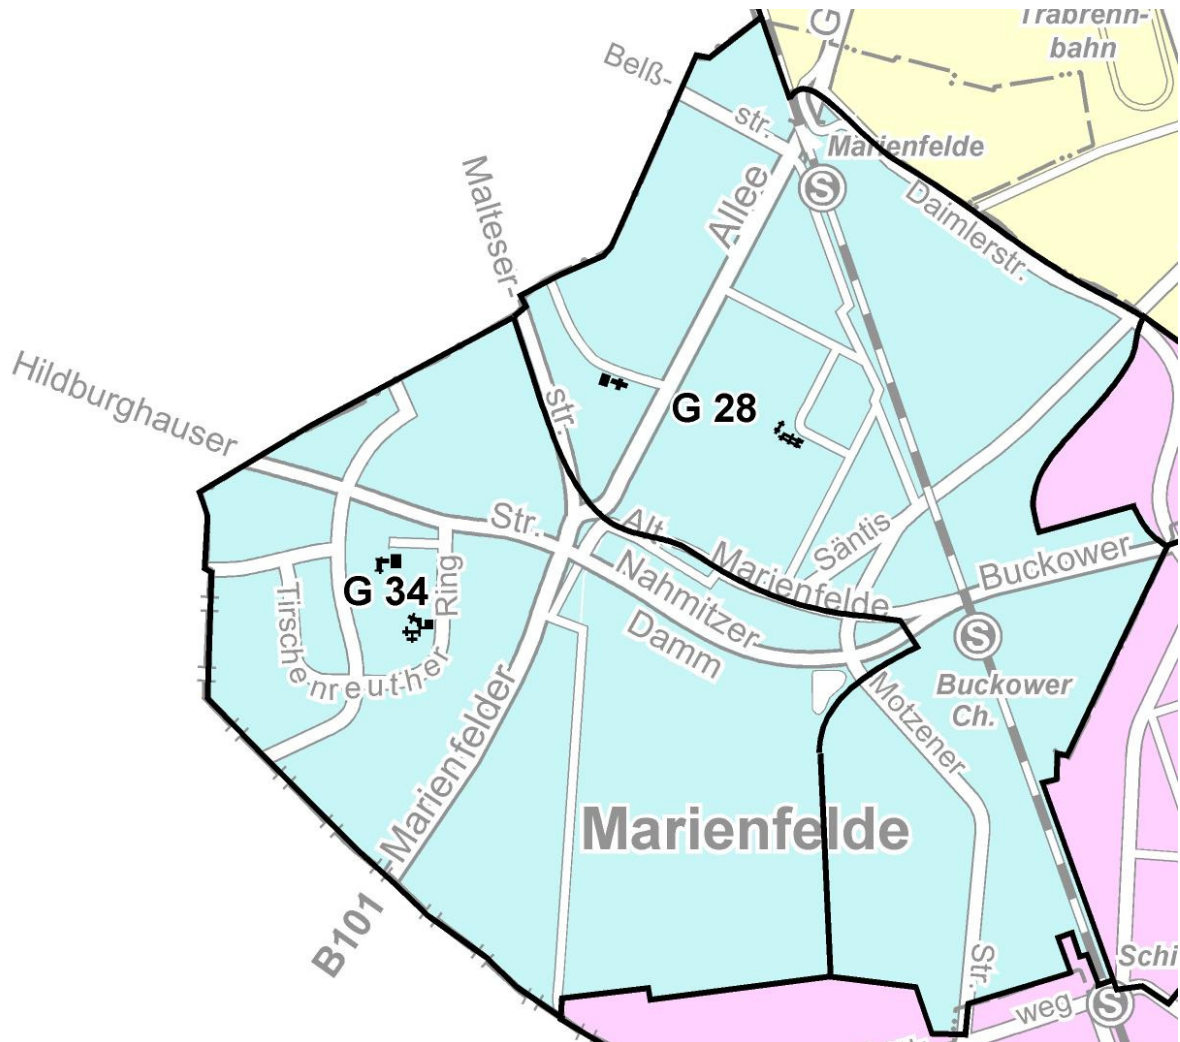 Trabrenn-
bahn
G
Belß-
str.
Marienfelde
S
Malteser-
Allee
Daimlerstr.
Hildburghauser
str.
G 28
Str.
Alt-
Marienfelde
Säntis
Buckower
G 34
Ring
Nahmitzer
Damm
Tirschenreuther
S
Buckower
Ch.
Motzener
Marienfelder
Marienfelde
B101
Str.
Schi
weg
S